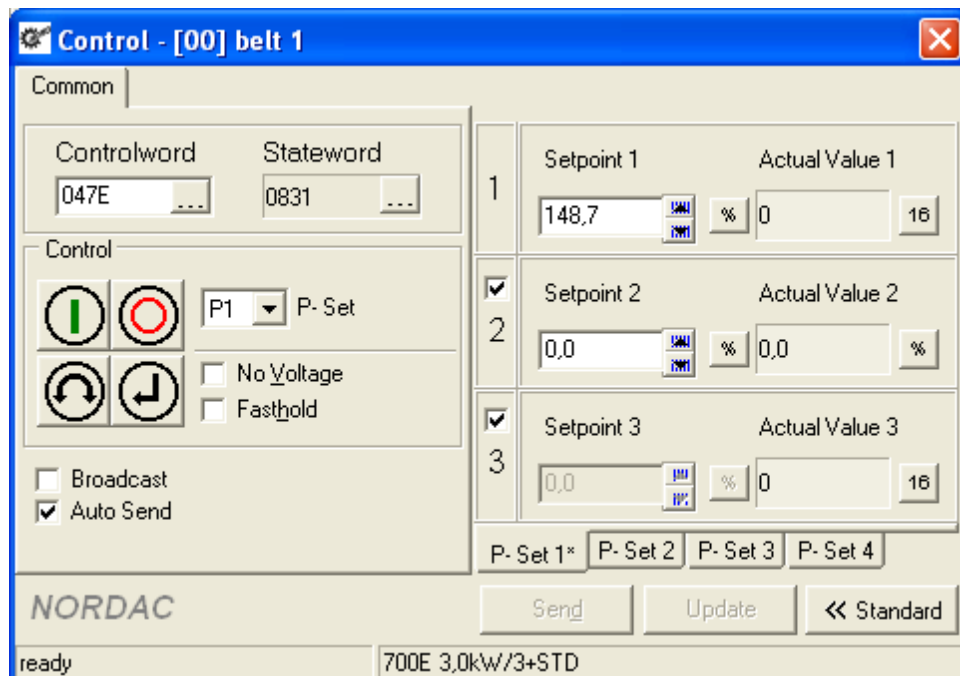 Control - [00] belt 1
Common
Controlword Stateword
047E ... 0831 ...
Control
P1 P- Set
No Voltage
Fasthold
Broadcast
Auto Send
1
Setpoint 1 Actual Value 1
148,7 % 0 16
2
Setpoint 2 Actual Value 2
0,0 % 0,0 %
3
Setpoint 3 Actual Value 3
0,0 % 0 16
P- Set 1* P- Set 2 P- Set 3 P- Set 4
NORDAC Send Update << Standard
ready 700E 3,0kW/3+STD